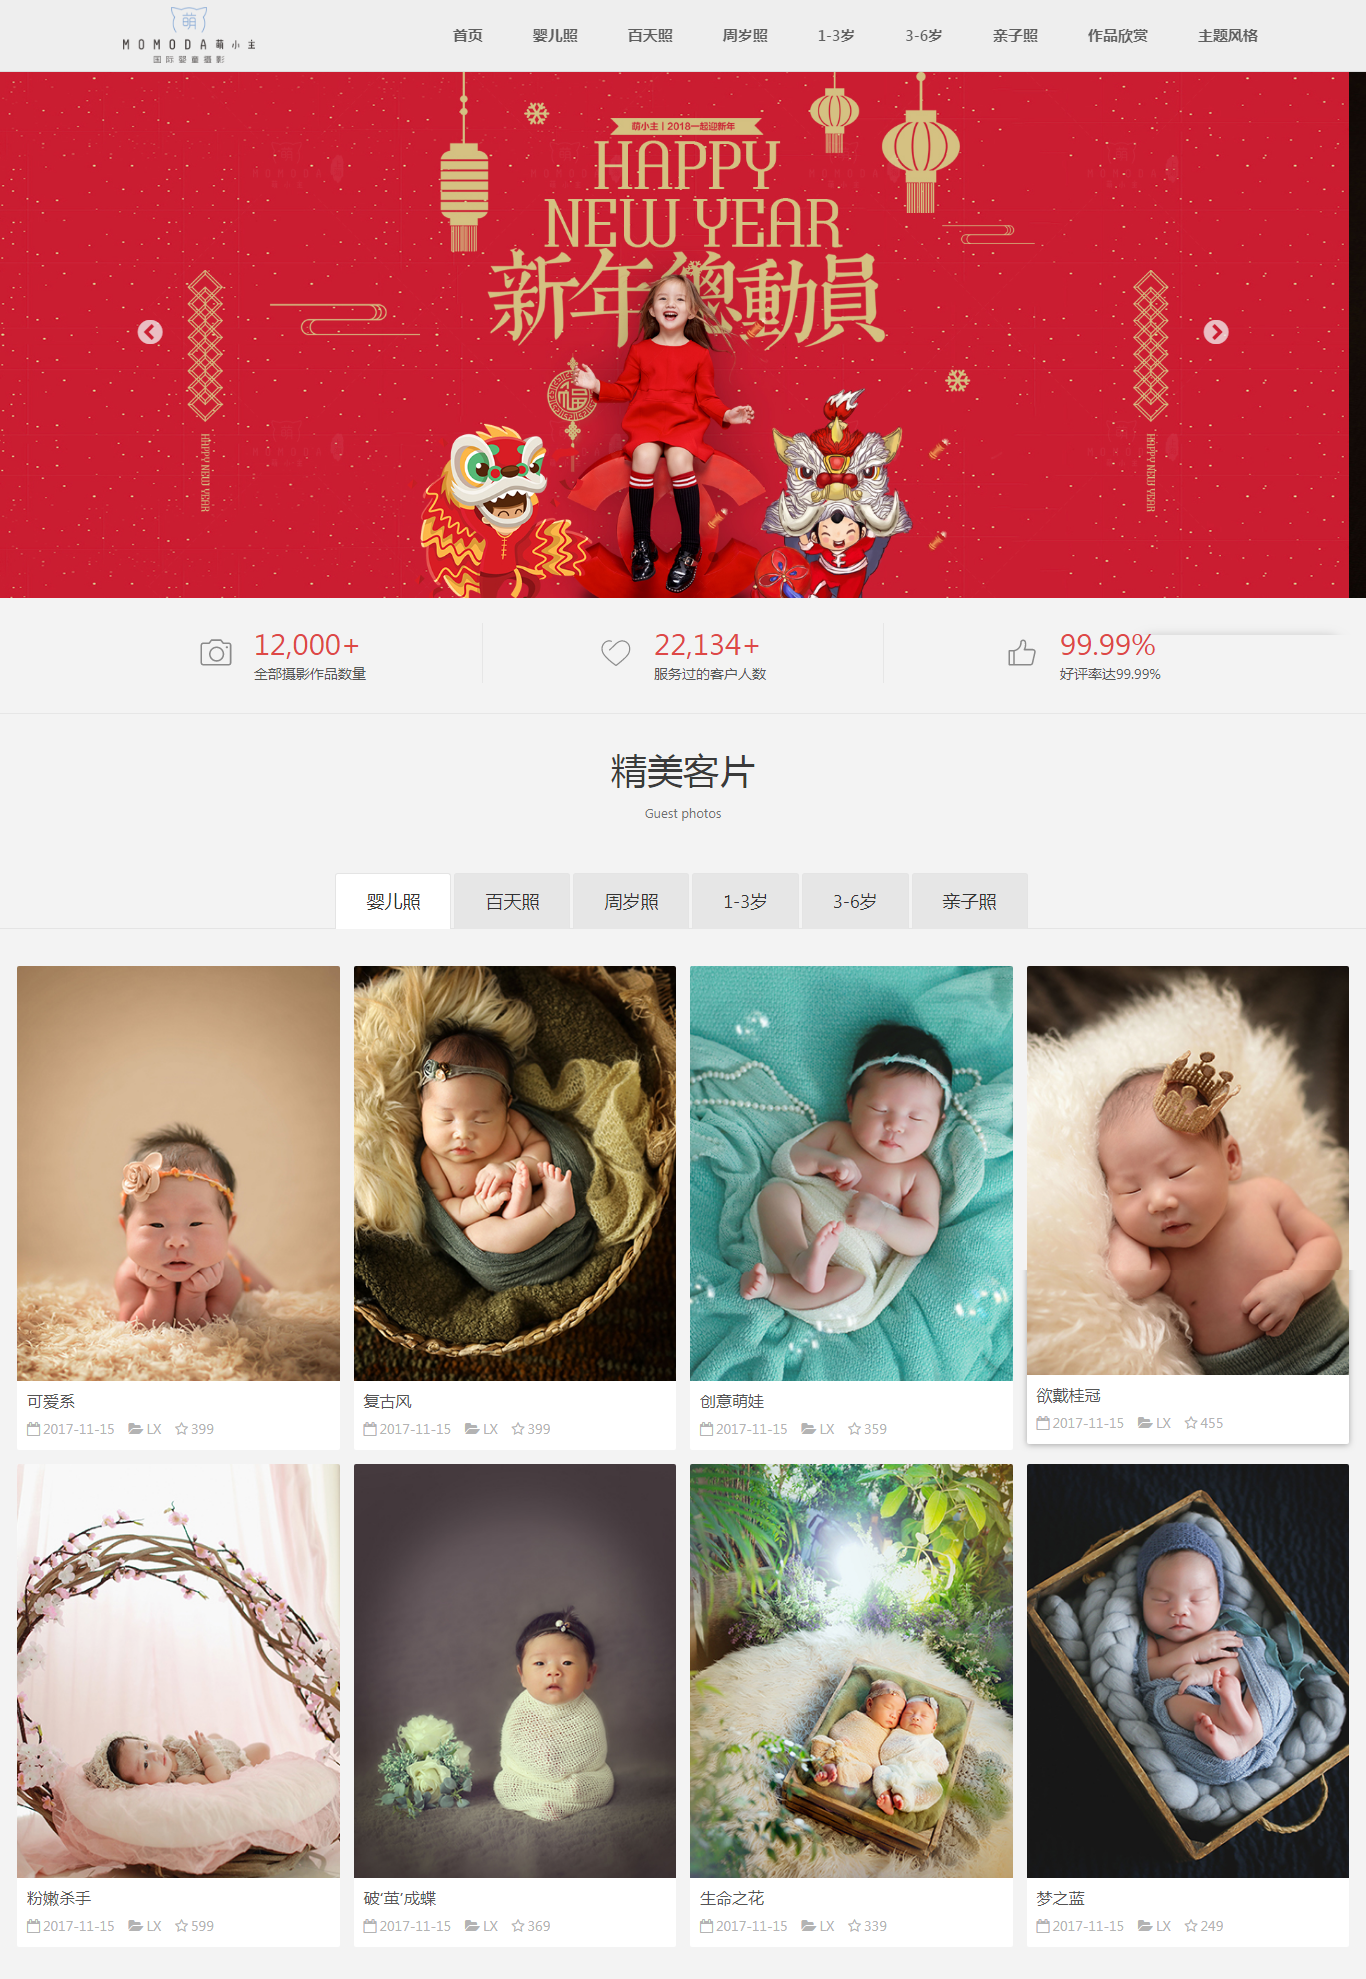 萌
MOMODA萌小主
国际婴童摄影
首页 婴儿照 百天照 周岁照 1-3岁 3-6岁 亲子照 作品欣赏 主题风格
萌小主 | 2018一起迎新年
HAPPY
NEW YEAR
新年總動員
福
HAPPY NEW YEAR
HAPPY NEW YEAR
12,000+
全部摄影作品数量
22,134+
服务过的客户人数
99.99%
好评率达99.99%
精美客片
Guest photos
婴儿照 百天照 周岁照 1-3岁 3-6岁 亲子照
可爱系
2017-11-15 LX 399
复古风
2017-11-15 LX 399
创意萌娃
2017-11-15 LX 359
欲戴桂冠
2017-11-15 LX 455
粉嫩杀手
2017-11-15 LX 599
破‘茧’成蝶
2017-11-15 LX 369
生命之花
2017-11-15 LX 339
梦之蓝
2017-11-15 LX 249